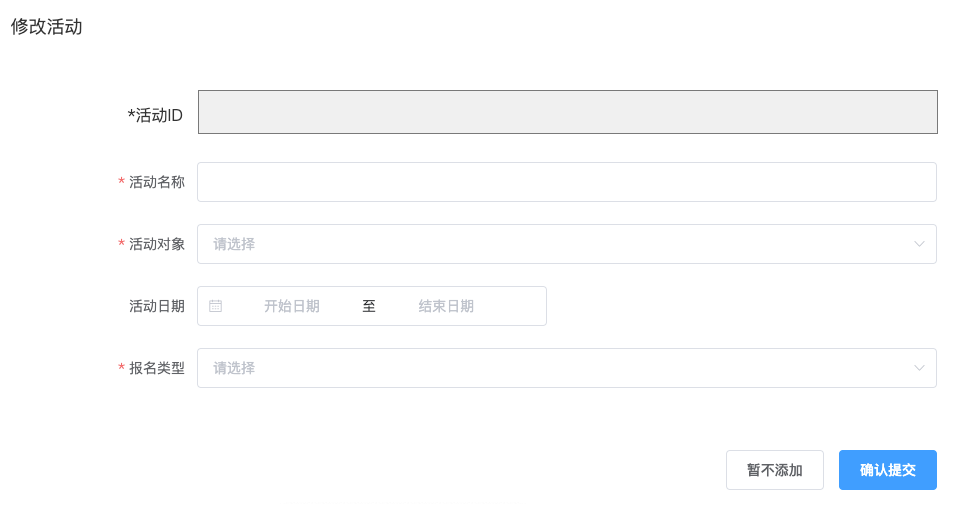 修改活动
*活动ID
* 活动名称
* 活动对象 请选择
活动日期 开始日期 至 结束日期
* 报名类型 请选择
暂不添加 确认提交